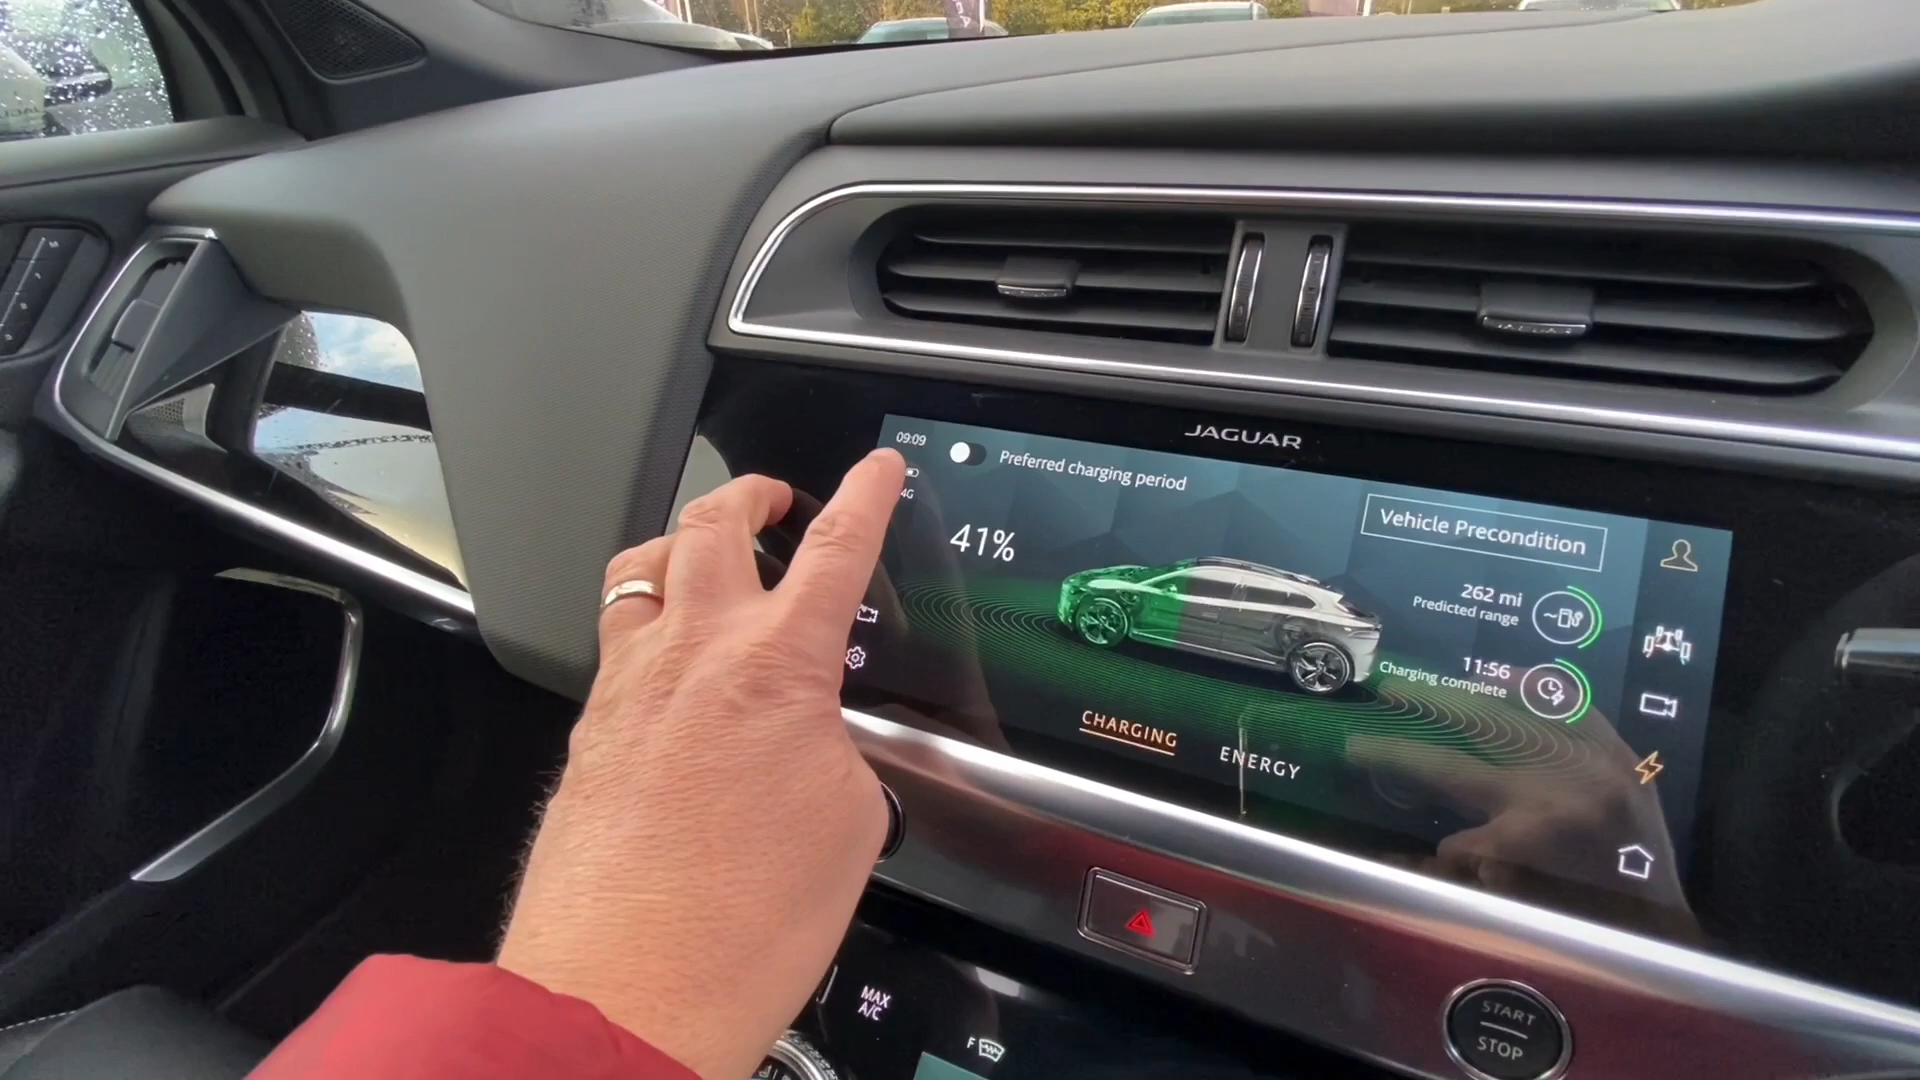 JAGUAR
JAGUAR
09:09
Preferred charging period
4G
Vehicle Precondition
41%
262 mi
Predicted range
11:56
Charging complete
CHARGING
ENERGY
MAX
A/C
F
START
STOP